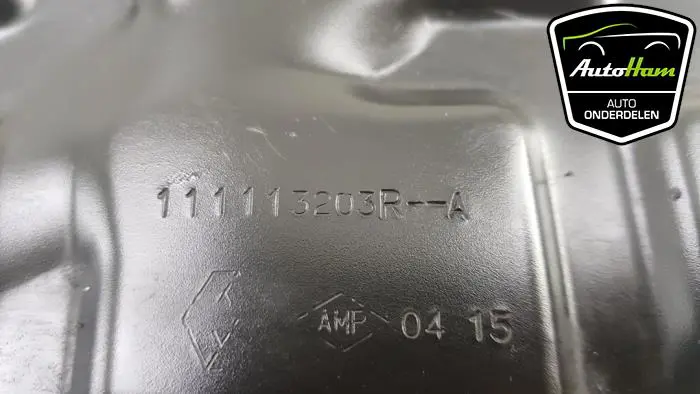 AutoHam
AUTO
ONDERDELEN
111113203R--A
AMP 04 15